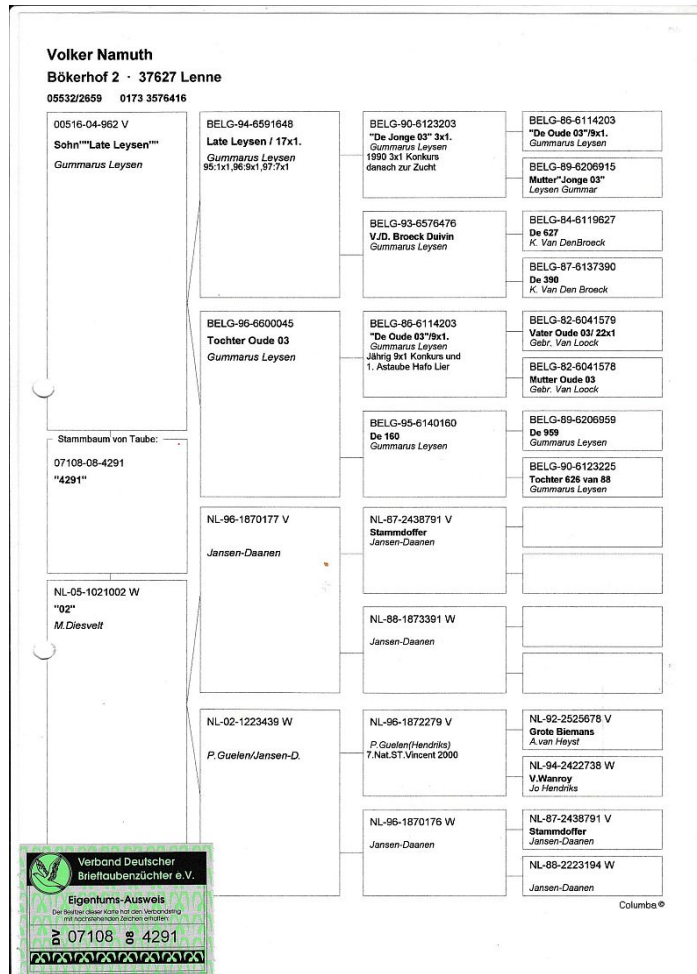 Volker Namuth
Bökerhof 2 · 37627 Lenne
05532/2659 0173 3576416
00516-04-962 V
Sohn""Late Leysen""
Gummarus Leysen
Stammbaum von Taube:
07108-08-4291
"4291"
NL-05-1021002 W
"02"
M.Diesvelt
BELG-94-6591648
Late Leysen / 17x1.
Gummarus Leysen
95:1x1,96:9x1,97:7x1
BELG-96-6600045
Tochter Oude 03
Gummarus Leysen
NL-96-1870177 V
Jansen-Daanen
NL-02-1223439 W
P.Guelen/Jansen-D.
BELG-90-6123203
"De Jonge 03" 3x1.
Gummarus Leysen
1990 3x1 Konkurs
danach zur Zucht
BELG-93-6576476
V./D. Broeck Duivin
Gummarus Leysen
BELG-86-6114203
"De Oude 03"/9x1.
Gummarus Leysen
Jährig 9x1 Konkurs und
1. Astaube Hafo Lier
BELG-95-6140160
De 160
Gummarus Leysen
NL-87-2438791 V
Stammdoffer
Jansen-Daanen
NL-88-1873391 W
Jansen-Daanen
NL-96-1872279 V
P.Guelen(Hendriks)
7.Nat.ST.Vincent 2000
NL-96-1870176 W
Jansen-Daanen
BELG-86-6114203
"De Oude 03"/9x1.
Gummarus Leysen
BELG-89-6206915
Mutter"Jonge 03"
Leysen Gummar
BELG-84-6119627
De 627
K. Van DenBroeck
BELG-87-6137390
De 390
K. Van Den Broeck
BELG-82-6041579
Vater Oude 03/ 22x1
Gebr. Van Loock
BELG-82-6041578
Mutter Oude 03
Gebr. Van Loock
BELG-89-6206959
De 959
Gummarus Leysen
BELG-90-6123225
Tochter 626 van 88
Gummarus Leysen
NL-92-2525678 V
Grote Biemans
A.van Heyst
NL-94-2422738 W
V.Wanroy
Jo Hendriks
NL-87-2438791 V
Stammdoffer
Jansen-Daanen
NL-88-2223194 W
Jansen-Daanen
Columba©
Verband Deutscher
Brieftaubenzüchter e.V.
Eigentums-Ausweis
Der Besitzer dieser Karte hat den Verbandsring
mit nachstehenden Zeichen erhalten:
DV 07108 08 4291